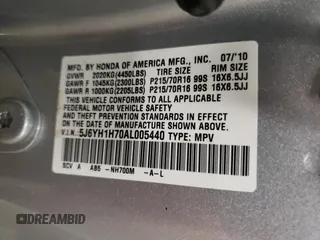 MFD. BY HONDA OF AMERICA MFG., INC. 07/10
GVWR 2020KG(4450LBS) TIRE SIZE RIM SIZE
GAWR F 1045KG(2300LBS) P215/70R16 99S 16X6.5JJ
GAWR R 1000KG(2205LBS) P215/70R16 99S 16X6.5JJ
THIS VEHICLE CONFORMS TO ALL APPLICABLE
FEDERAL MOTOR VEHICLE SAFETY
AND THEFT PREVENTION STANDARDS IN EFFECT
ON THE DATE OF MANUFACTURE SHOWN ABOVE.
V.I.N. 5J6YH1H70AL005440 TYPE: MPV
SCV A ABS -NH700M -A-L
DREAMBID